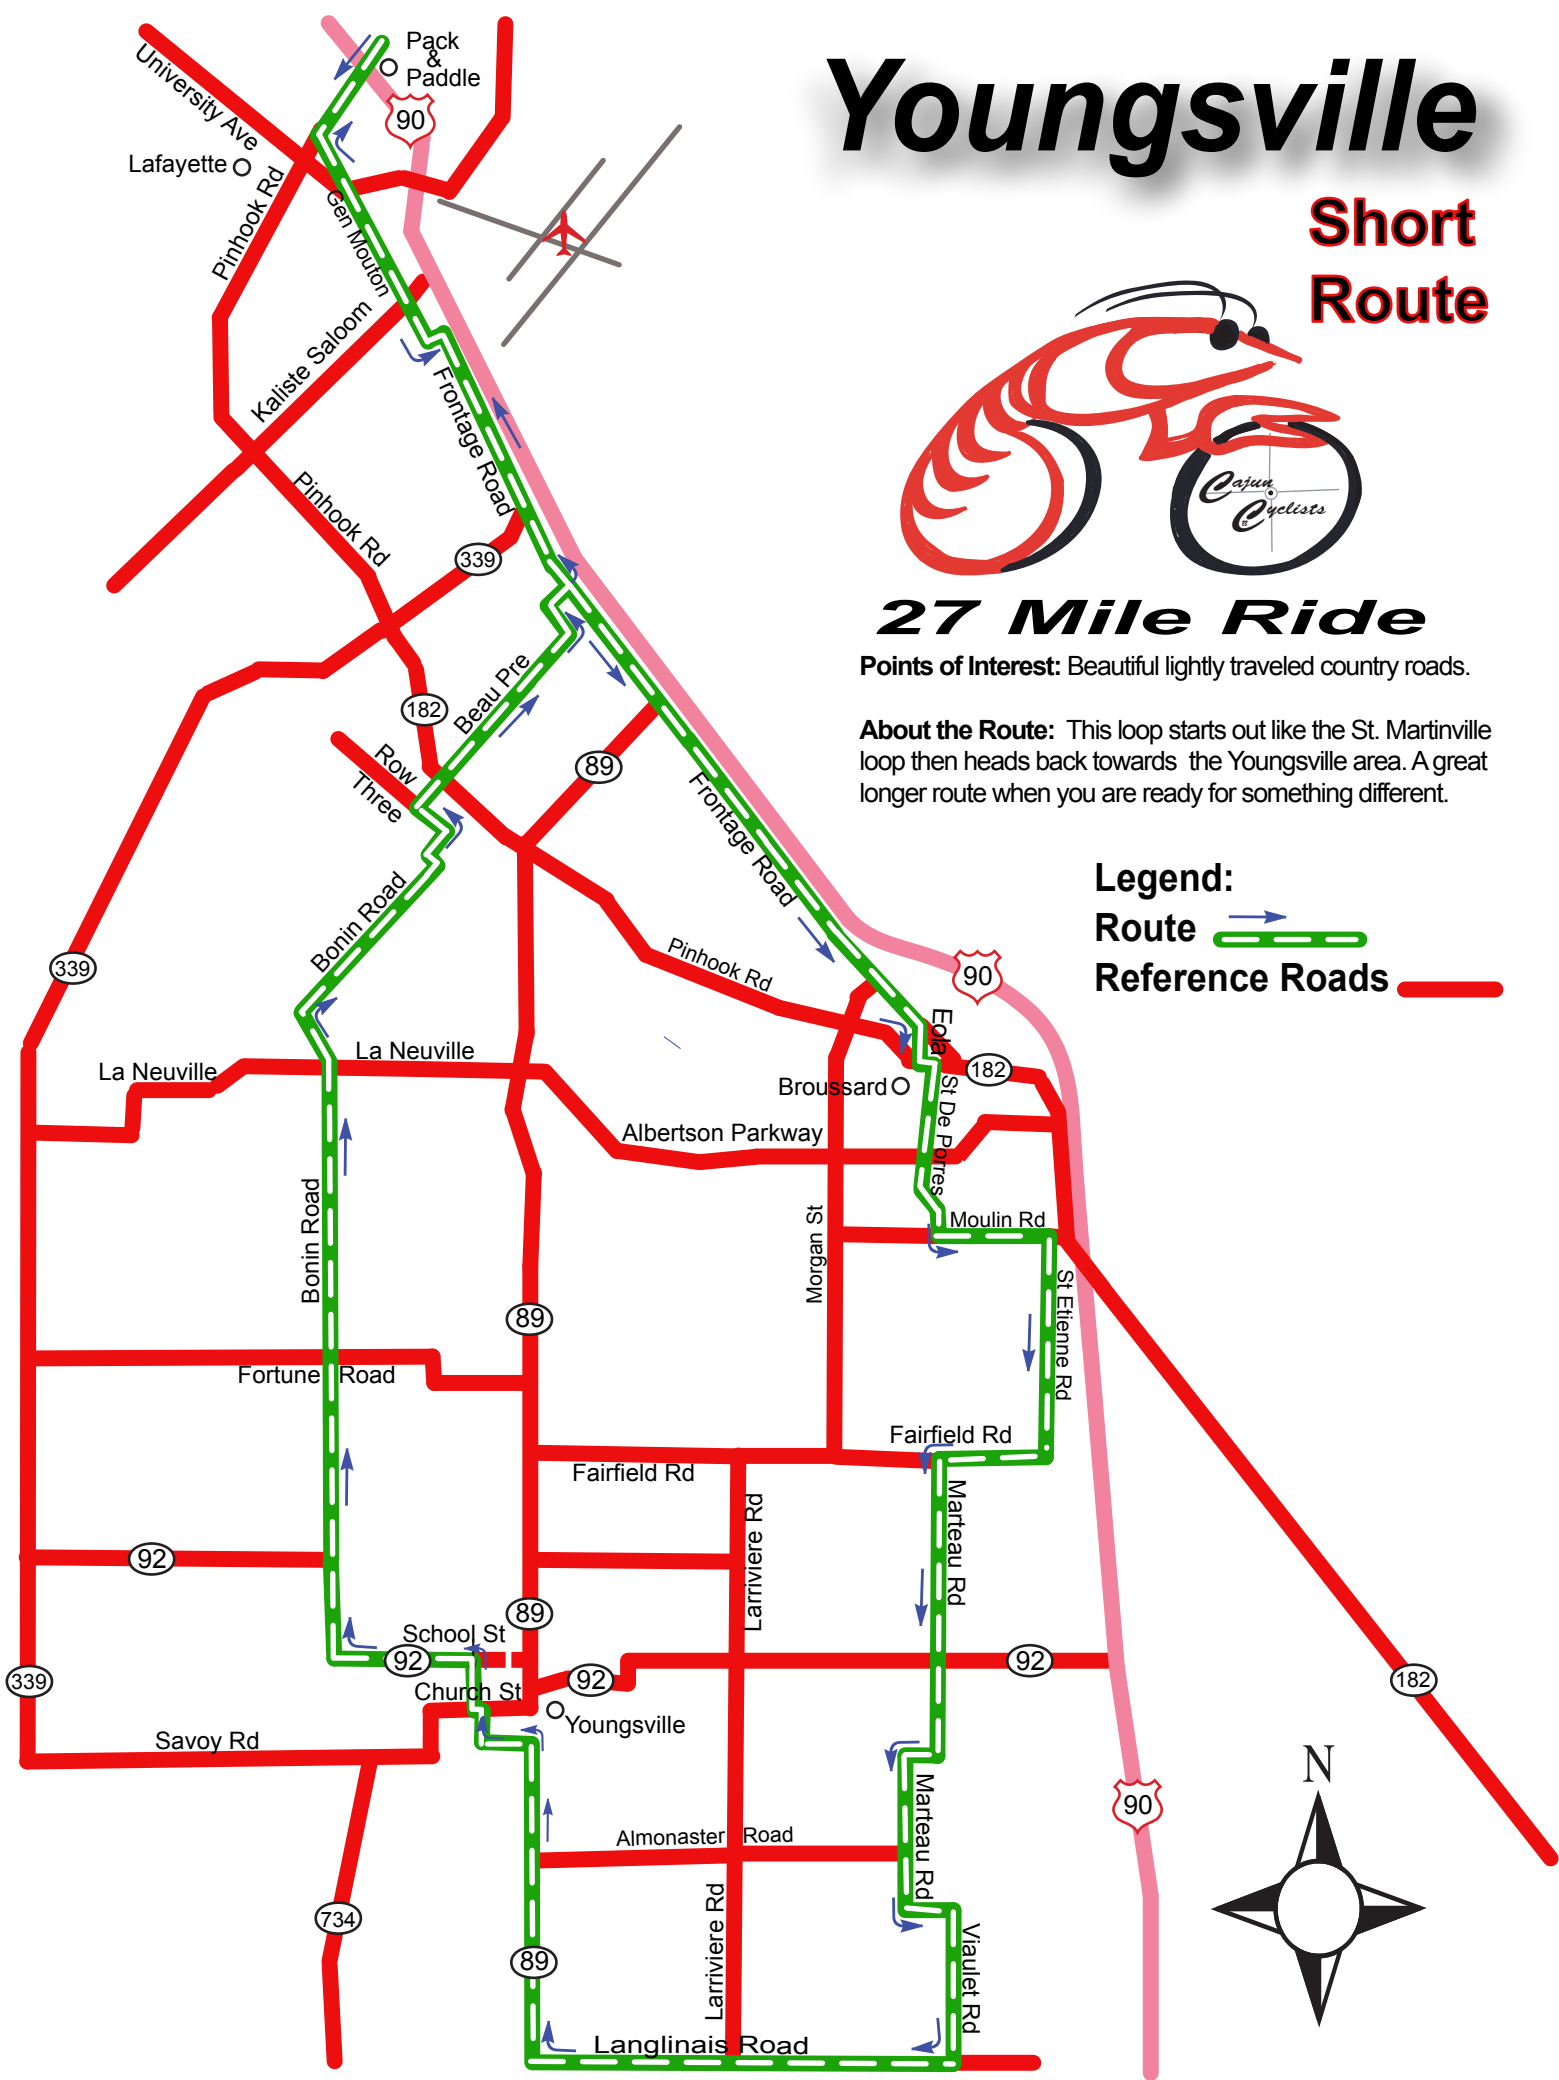 Youngsville
Short
Route
Cajun
Cyclists
27 Mile Ride
Points of Interest: Beautiful lightly traveled country roads.
About the Route: This loop starts out like the St. Martinville
loop then heads back towards the Youngsville area. A great
longer route when you are ready for something different.
Legend:
Route
Reference Roads
Pack
&
Paddle
90
University Ave
Lafayette
Pinhook Rd
Gen Mouton
Kaliste Saloom
Frontage Road
Pinhook Rd
339
182
Beau Pre
Row
Three
89
Frontage Road
Bonin Road
339
Pinhook Rd
90
Eola
182
La Neuville
La Neuville
Broussard
St De Porres
Albertson Parkway
Bonin Road
Morgan St
Moulin Rd
St Etienne Rd
89
Fortune Road
Fairfield Rd
Fairfield Rd
Larriviere Rd
Marteau Rd
92
89
School St
92
92
92
339
182
Church St
Youngsville
Savoy Rd
Marteau Rd
90
N
Almonaster Road
734
Larriviere Rd
89
Viaulet Rd
Langlinais Road